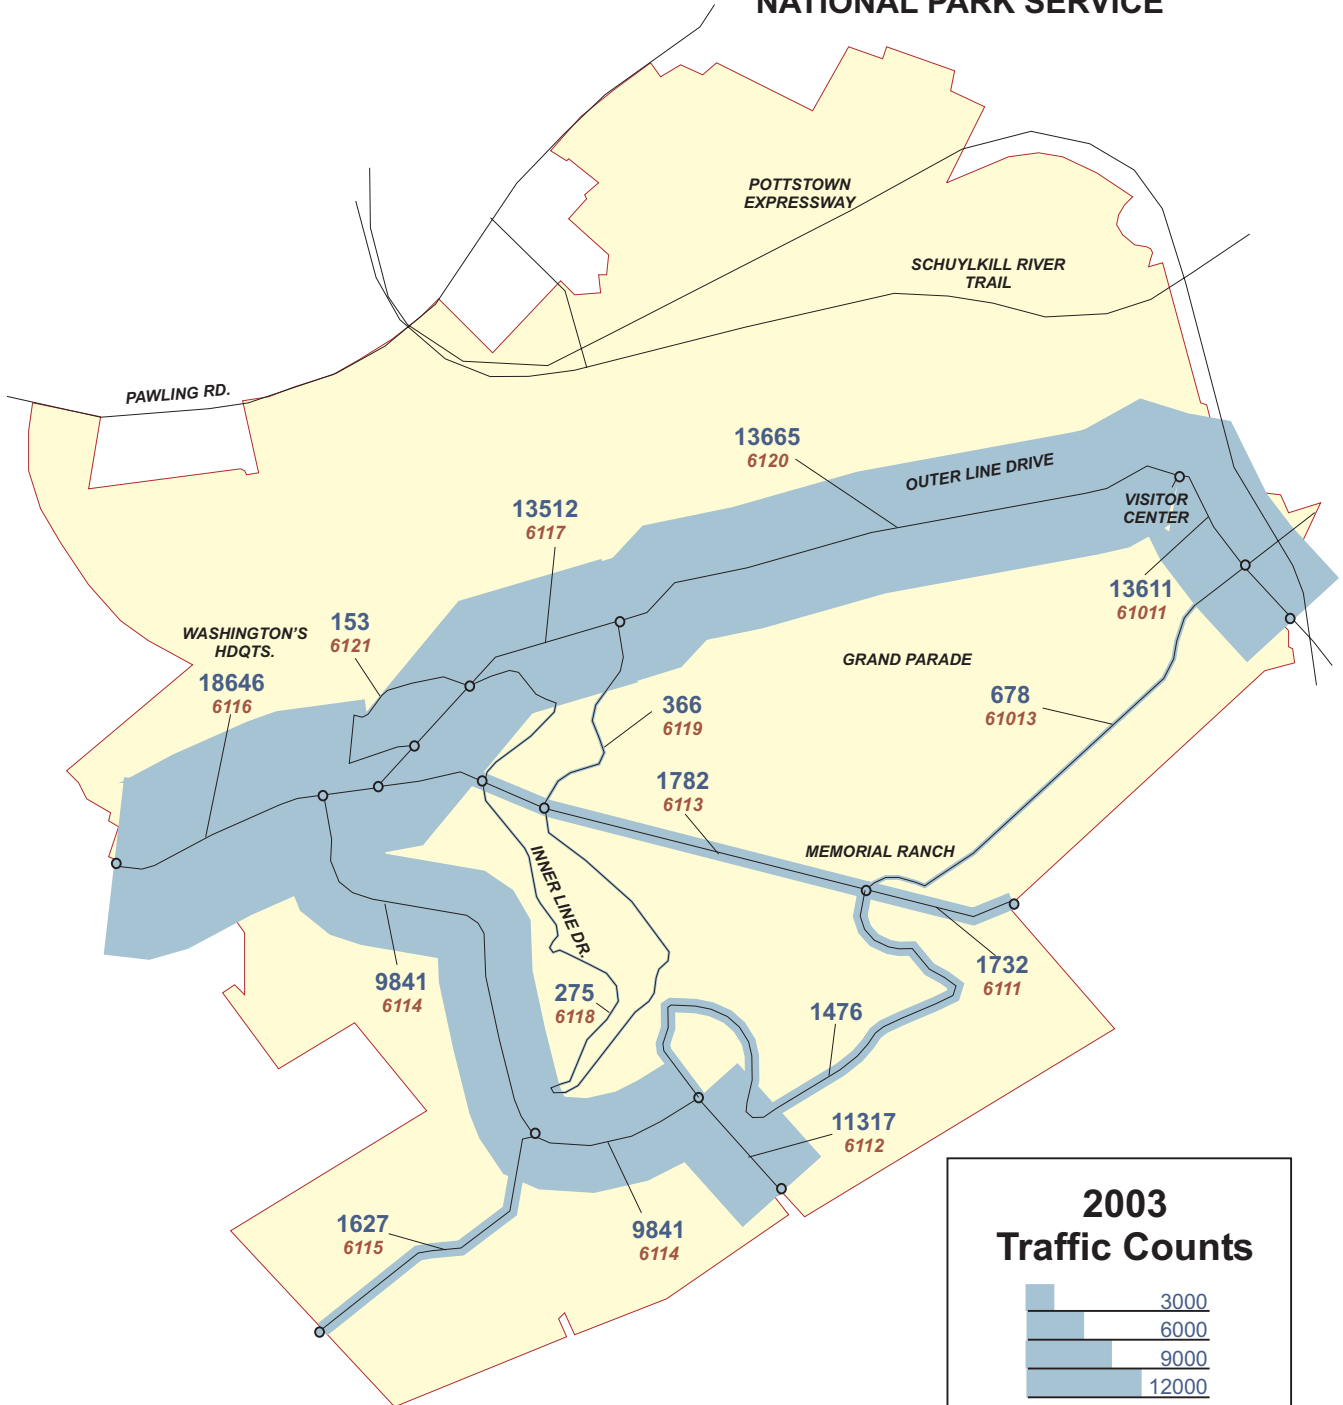 NATIONAL PARK SERVICE
POTTSTOWN
EXPRESSWAY
SCHUYLKILL RIVER
TRAIL
PAWLING RD.
13665
6120
OUTER LINE DRIVE
VISITOR
CENTER
13512
6117
13611
61011
153
6121
WASHINGTON'S
HDQTS.
18646
6116
GRAND PARADE
366
6119
678
61013
1782
6113
MEMORIAL RANCH
INNER LINE DR.
1732
6111
9841
6114
275
6118
1476
11317
6112
1627
6115
9841
6114
2003
Traffic Counts
3000
6000
9000
12000